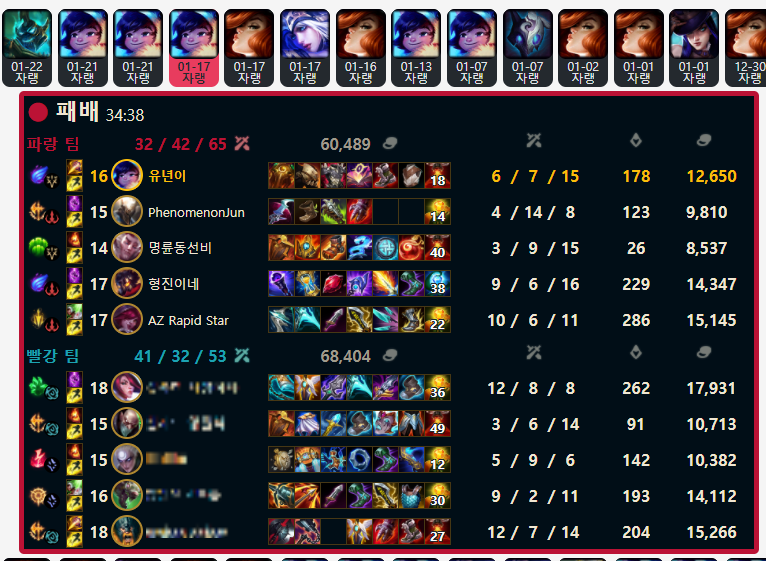 01-22 01-21 01-21 01-17 01-17 01-17 01-16 01-13 01-07 01-07 01-02 01-01 01-01 12-30
자랭 자랭 자랭 자랭 자랭 자랭 자랭 자랭 자랭 자랭 자랭 자랭 자랭 자랭
패배 34:38
파랑 팀 32 / 42 / 65 60,489
16 유년이 18 6 / 7 / 15 178 12,650
15 PhenomenonJun 14 4 / 14 / 8 123 9,810
14 명륜동선비 40 3 / 9 / 15 26 8,537
17 형진이네 38 9 / 6 / 16 229 14,347
17 AZ Rapid Star 22 10 / 6 / 11 286 15,145
빨강 팀 41 / 32 / 53 68,404
18 36 12 / 8 / 8 262 17,931
15 49 3 / 6 / 14 91 10,713
15 12 5 / 9 / 6 142 10,382
16 30 9 / 2 / 11 193 14,112
18 27 12 / 7 / 14 204 15,266